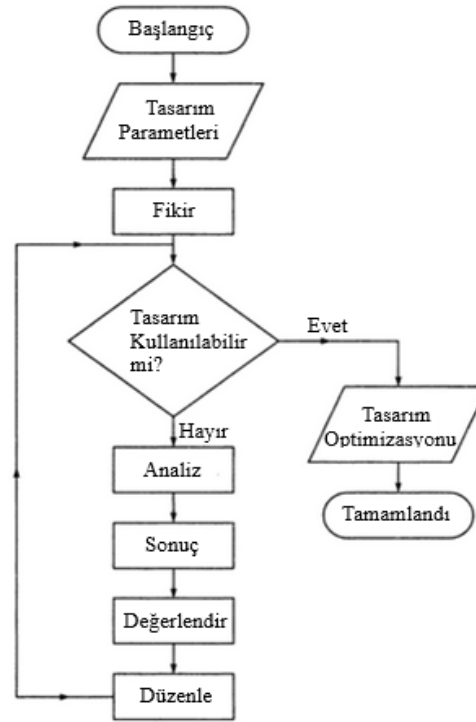 Başlangıç
Tasarım
Parametleri
Fikir
Tasarım
Kullanılabilir
mi?
Evet
Hayır
Tasarım
Optimizasyonu
Analiz
Tamamlandı
Sonuç
Değerlendir
Düzenle